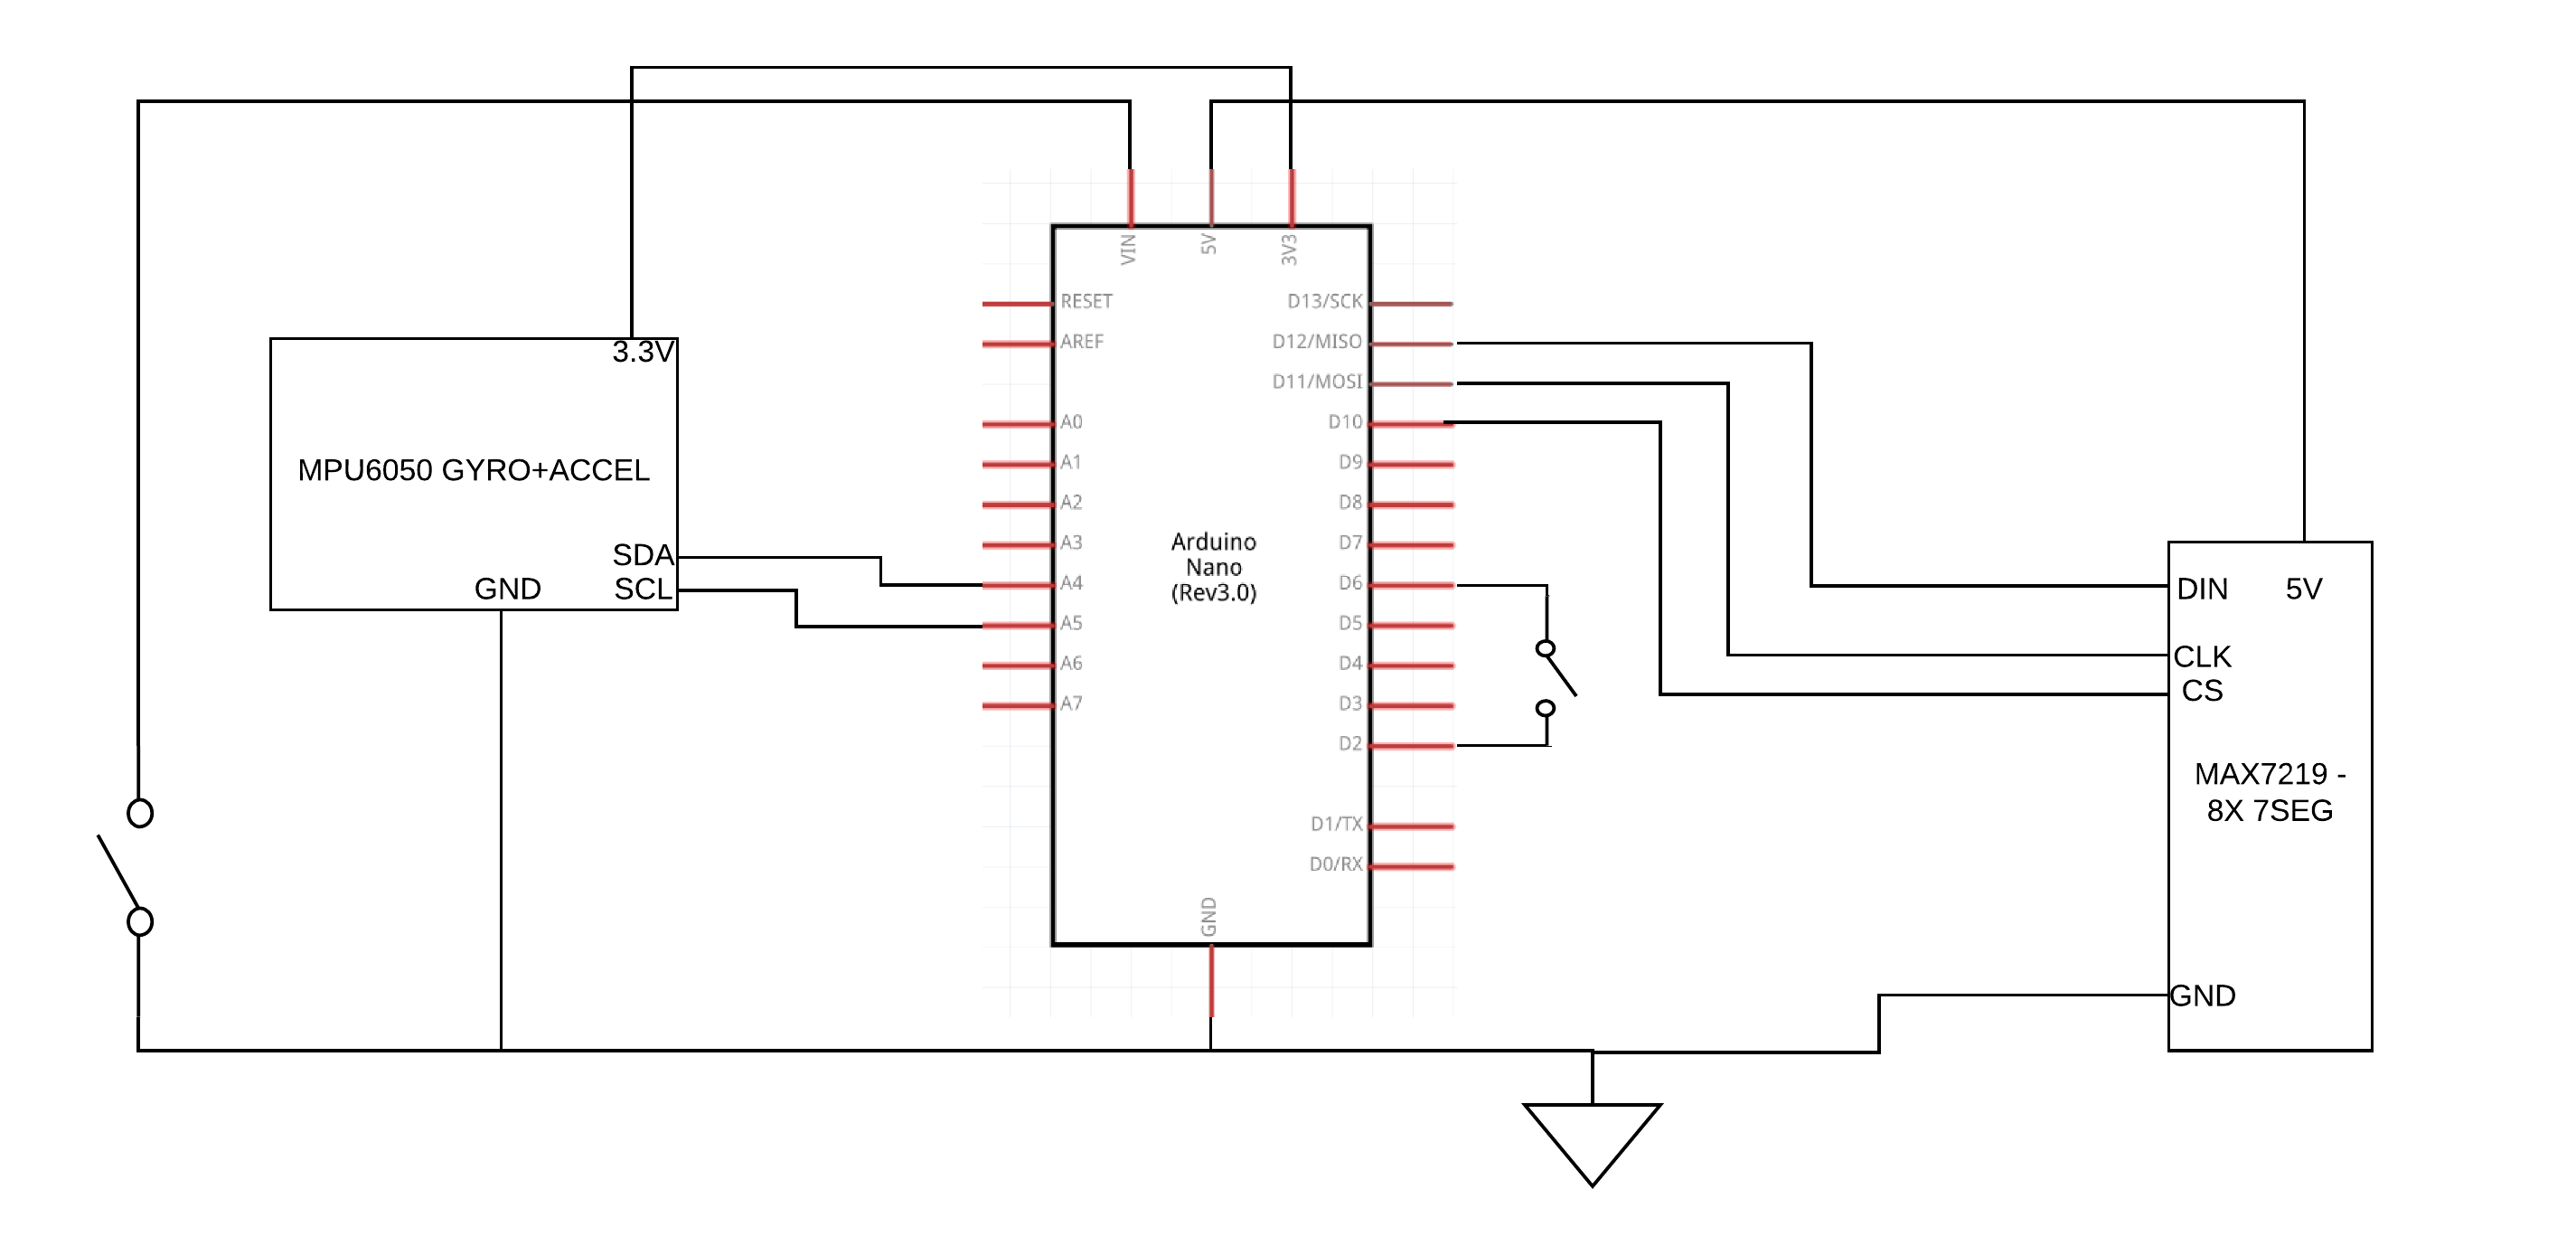 VIN
5V
3V3
RESET
D13/SCK
3.3V
AREF
D12/MISO
D11/MOSI
A0
D10
MPU6050 GYRO+ACCEL
A1
D9
A2
D8
SDA
A3
Arduino
Nano
(Rev3.0)
D7
GND
SCL
A4
D6
DIN
5V
A5
D5
A6
D4
CLK
CS
A7
D3
D2
MAX7219 -
8X 7SEG
D1/TX
D0/RX
GND
GND